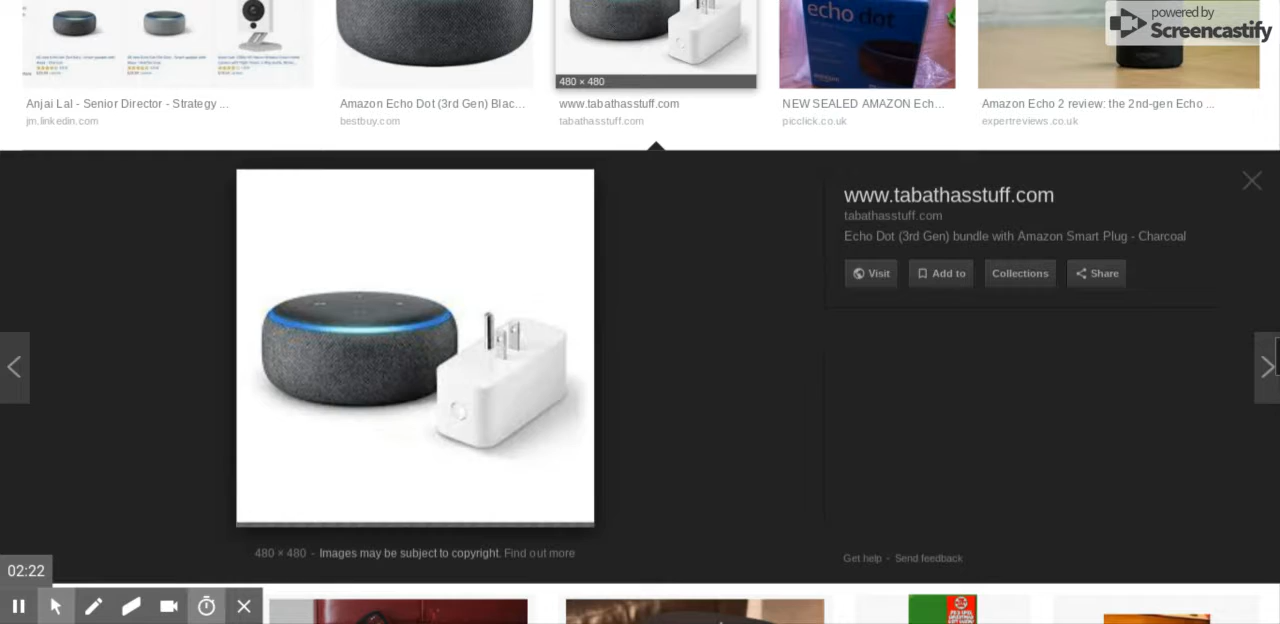 powered by
Screencastify
echo dot
480 × 480
Anjai Lal - Senior Director - Strategy ...
jm.linkedin.com
Amazon Echo Dot (3rd Gen) Blac...
bestbuy.com
www.tabathasstuff.com
tabathasstuff.com
NEW SEALED AMAZON Ech...
picclick.co.uk
Amazon Echo 2 review: the 2nd-gen Echo ...
expertreviews.co.uk
www.tabathasstuff.com
tabathasstuff.com
Echo Dot (3rd Gen) bundle with Amazon Smart Plug - Charcoal
Visit
Add to
Collections
Share
480 × 480 - Images may be subject to copyright. Find out more
Get help - Send feedback
02:22